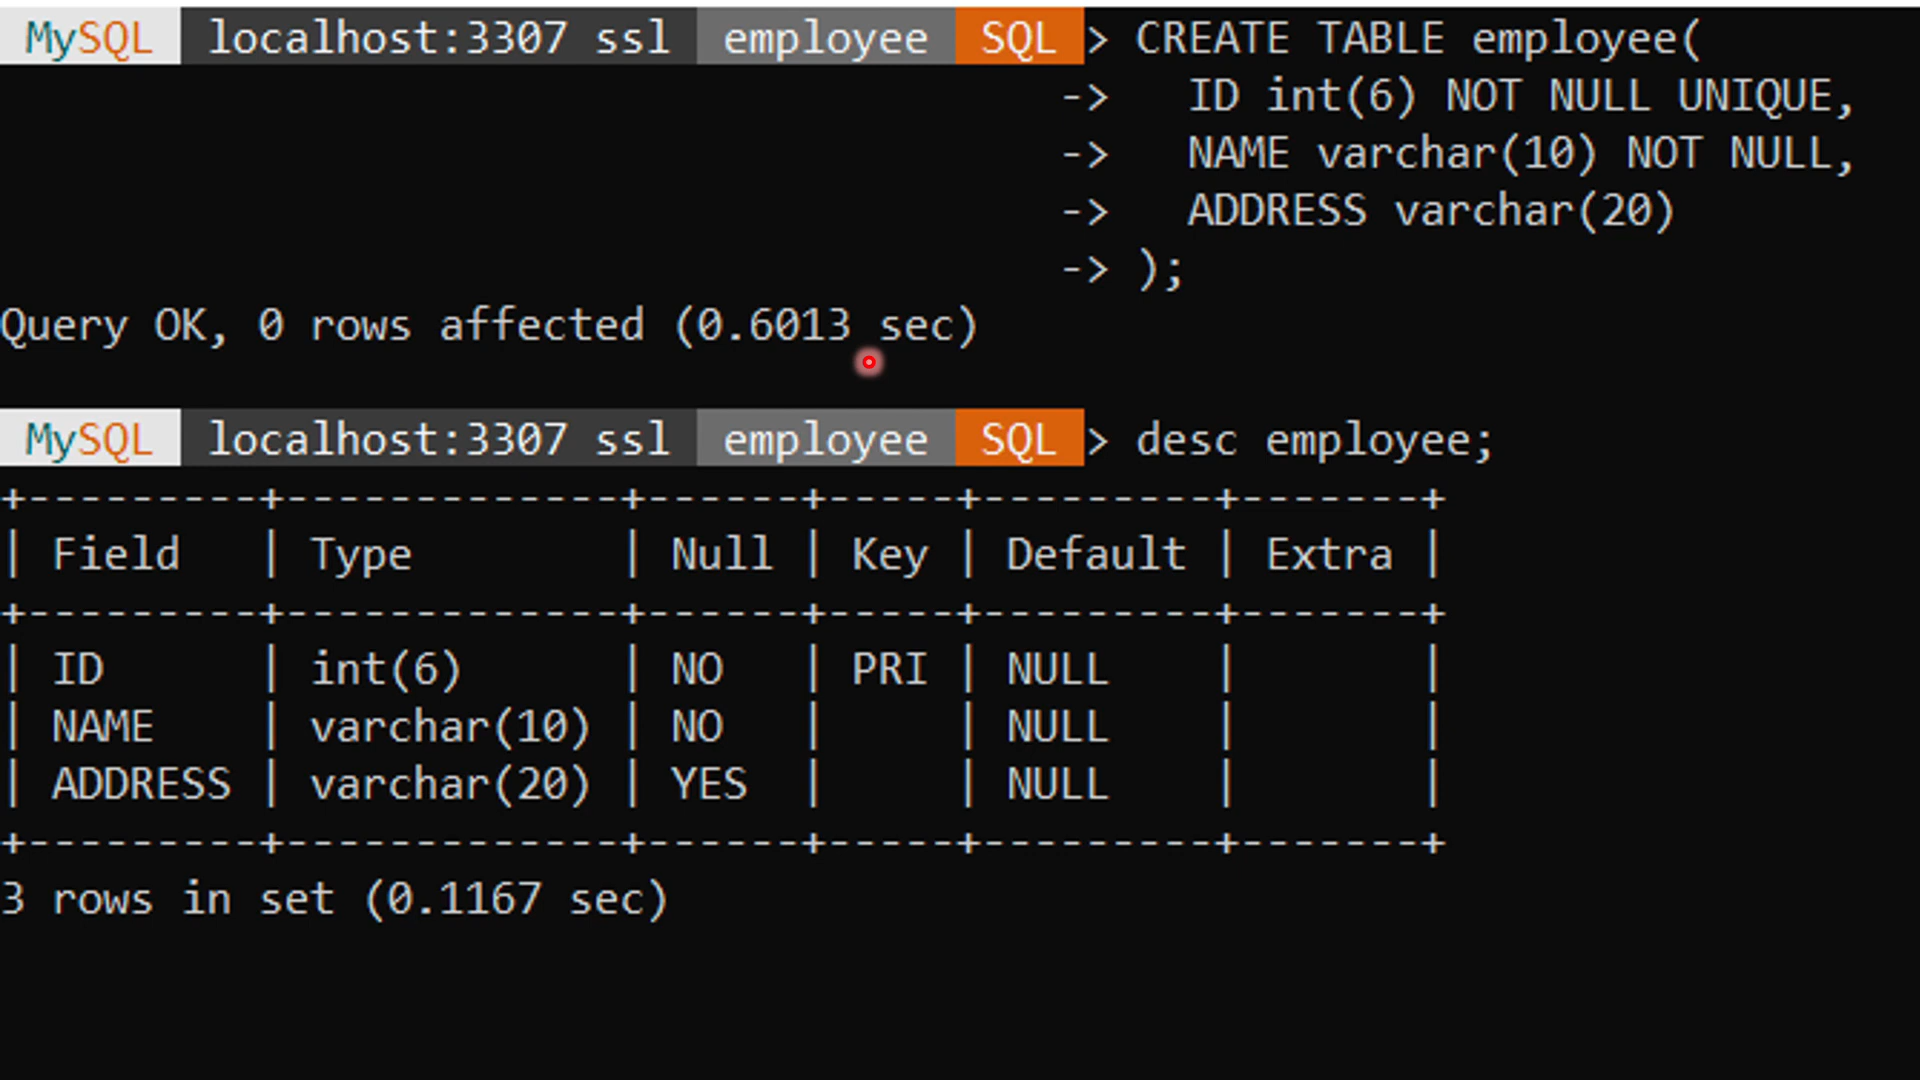 MySQL localhost:3307 ssl employee SQL > CREATE TABLE employee(
->   ID int(6) NOT NULL UNIQUE,
->   NAME varchar(10) NOT NULL,
->   ADDRESS varchar(20)
-> );
Query OK, 0 rows affected (0.6013 sec)
MySQL localhost:3307 ssl employee SQL > desc employee;
+---------+-------------+------+-----+---------+-------+
| Field   | Type        | Null | Key | Default | Extra |
+---------+-------------+------+-----+---------+-------+
| ID      | int(6)      | NO   | PRI | NULL    |       |
| NAME    | varchar(10) | NO   |     | NULL    |       |
| ADDRESS | varchar(20) | YES  |     | NULL    |       |
+---------+-------------+------+-----+---------+-------+
3 rows in set (0.1167 sec)